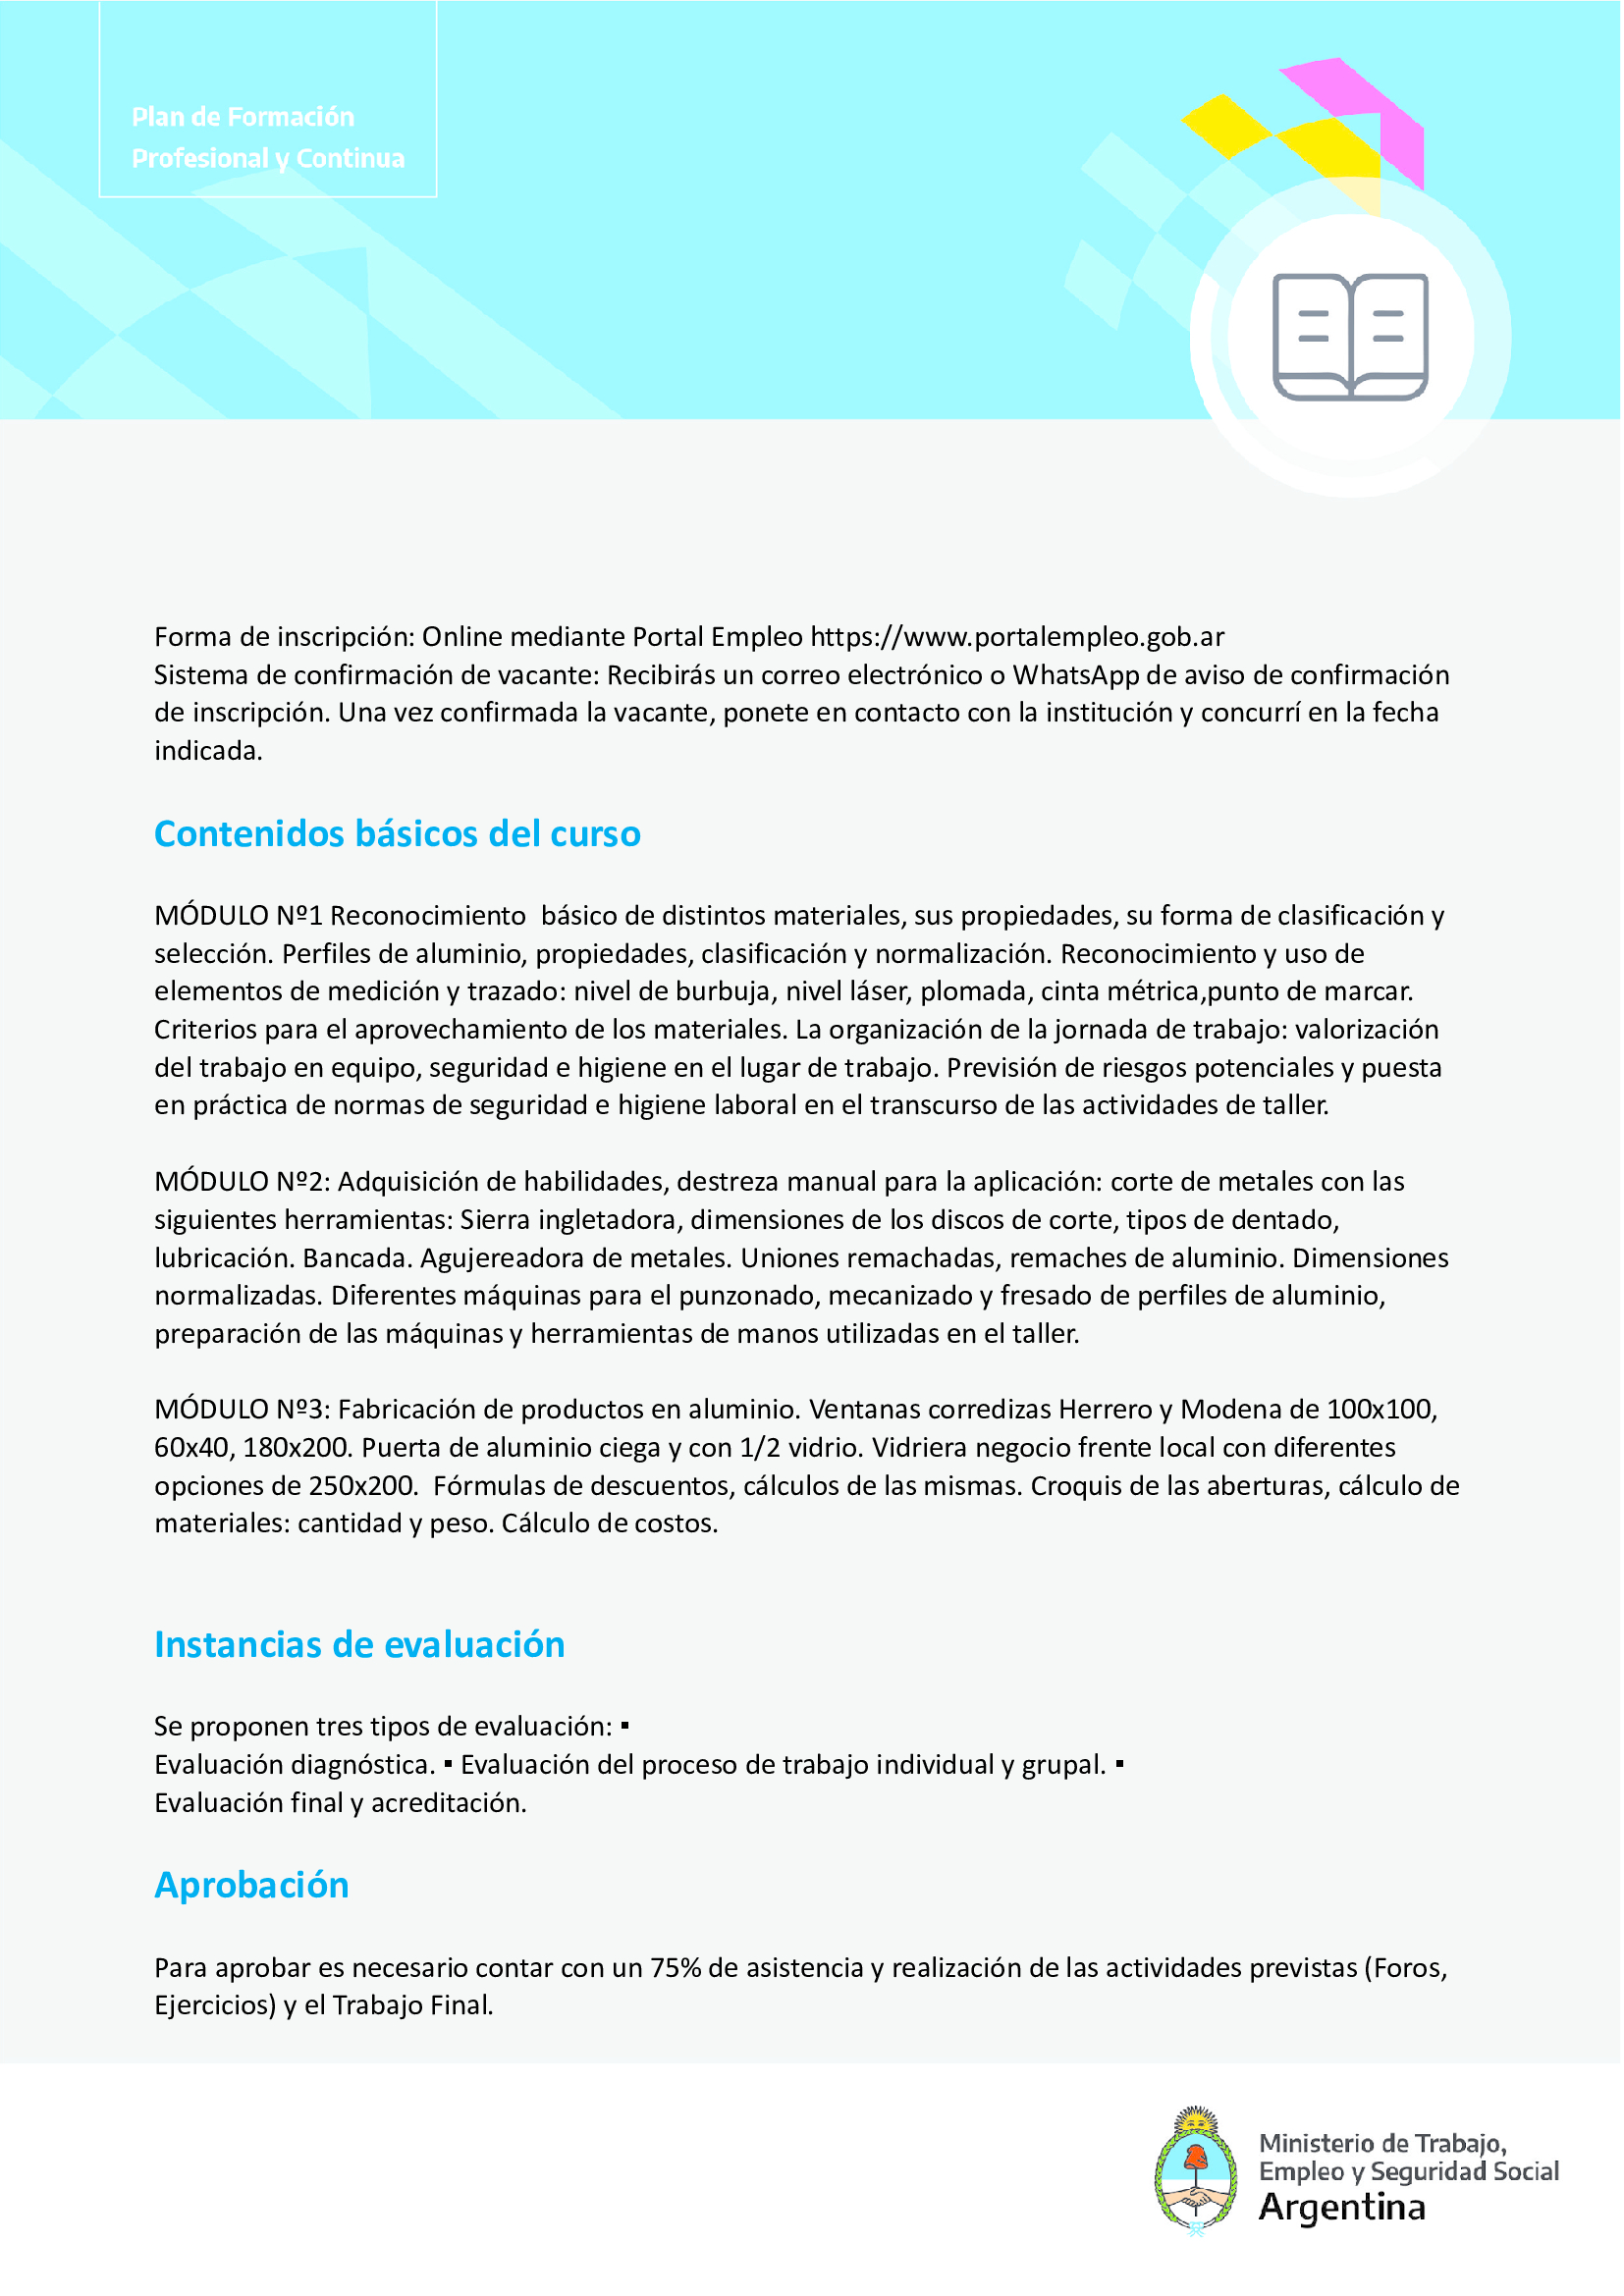 Plan de Formación
Profesional y Continua
Forma de inscripción: Online mediante Portal Empleo https://www.portalempleo.gob.ar
Sistema de confirmación de vacante: Recibirás un correo electrónico o WhatsApp de aviso de confirmación
de inscripción. Una vez confirmada la vacante, ponete en contacto con la institución y concurrí en la fecha
indicada.
Contenidos básicos del curso
MÓDULO Nº1 Reconocimiento  básico de distintos materiales, sus propiedades, su forma de clasificación y
selección. Perfiles de aluminio, propiedades, clasificación y normalización. Reconocimiento y uso de
elementos de medición y trazado: nivel de burbuja, nivel láser, plomada, cinta métrica,punto de marcar.
Criterios para el aprovechamiento de los materiales. La organización de la jornada de trabajo: valorización
del trabajo en equipo, seguridad e higiene en el lugar de trabajo. Previsión de riesgos potenciales y puesta
en práctica de normas de seguridad e higiene laboral en el transcurso de las actividades de taller.
MÓDULO Nº2: Adquisición de habilidades, destreza manual para la aplicación: corte de metales con las
siguientes herramientas: Sierra ingletadora, dimensiones de los discos de corte, tipos de dentado,
lubricación. Bancada. Agujereadora de metales. Uniones remachadas, remaches de aluminio. Dimensiones
normalizadas. Diferentes máquinas para el punzonado, mecanizado y fresado de perfiles de aluminio,
preparación de las máquinas y herramientas de manos utilizadas en el taller.
MÓDULO Nº3: Fabricación de productos en aluminio. Ventanas corredizas Herrero y Modena de 100x100,
60x40, 180x200. Puerta de aluminio ciega y con 1/2 vidrio. Vidriera negocio frente local con diferentes
opciones de 250x200.  Fórmulas de descuentos, cálculos de las mismas. Croquis de las aberturas, cálculo de
materiales: cantidad y peso. Cálculo de costos.
Instancias de evaluación
Se proponen tres tipos de evaluación: ▪
Evaluación diagnóstica. ▪ Evaluación del proceso de trabajo individual y grupal. ▪
Evaluación final y acreditación.
Aprobación
Para aprobar es necesario contar con un 75% de asistencia y realización de las actividades previstas (Foros,
Ejercicios) y el Trabajo Final.
Ministerio de Trabajo,
Empleo y Seguridad Social
Argentina